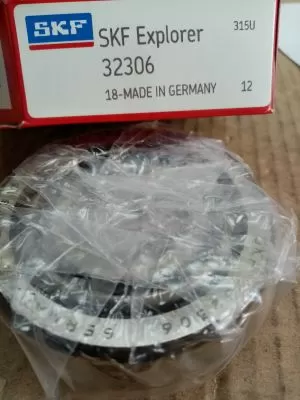 SKF
SKF Explorer
315U
32306
18-MADE IN GERMANY
12